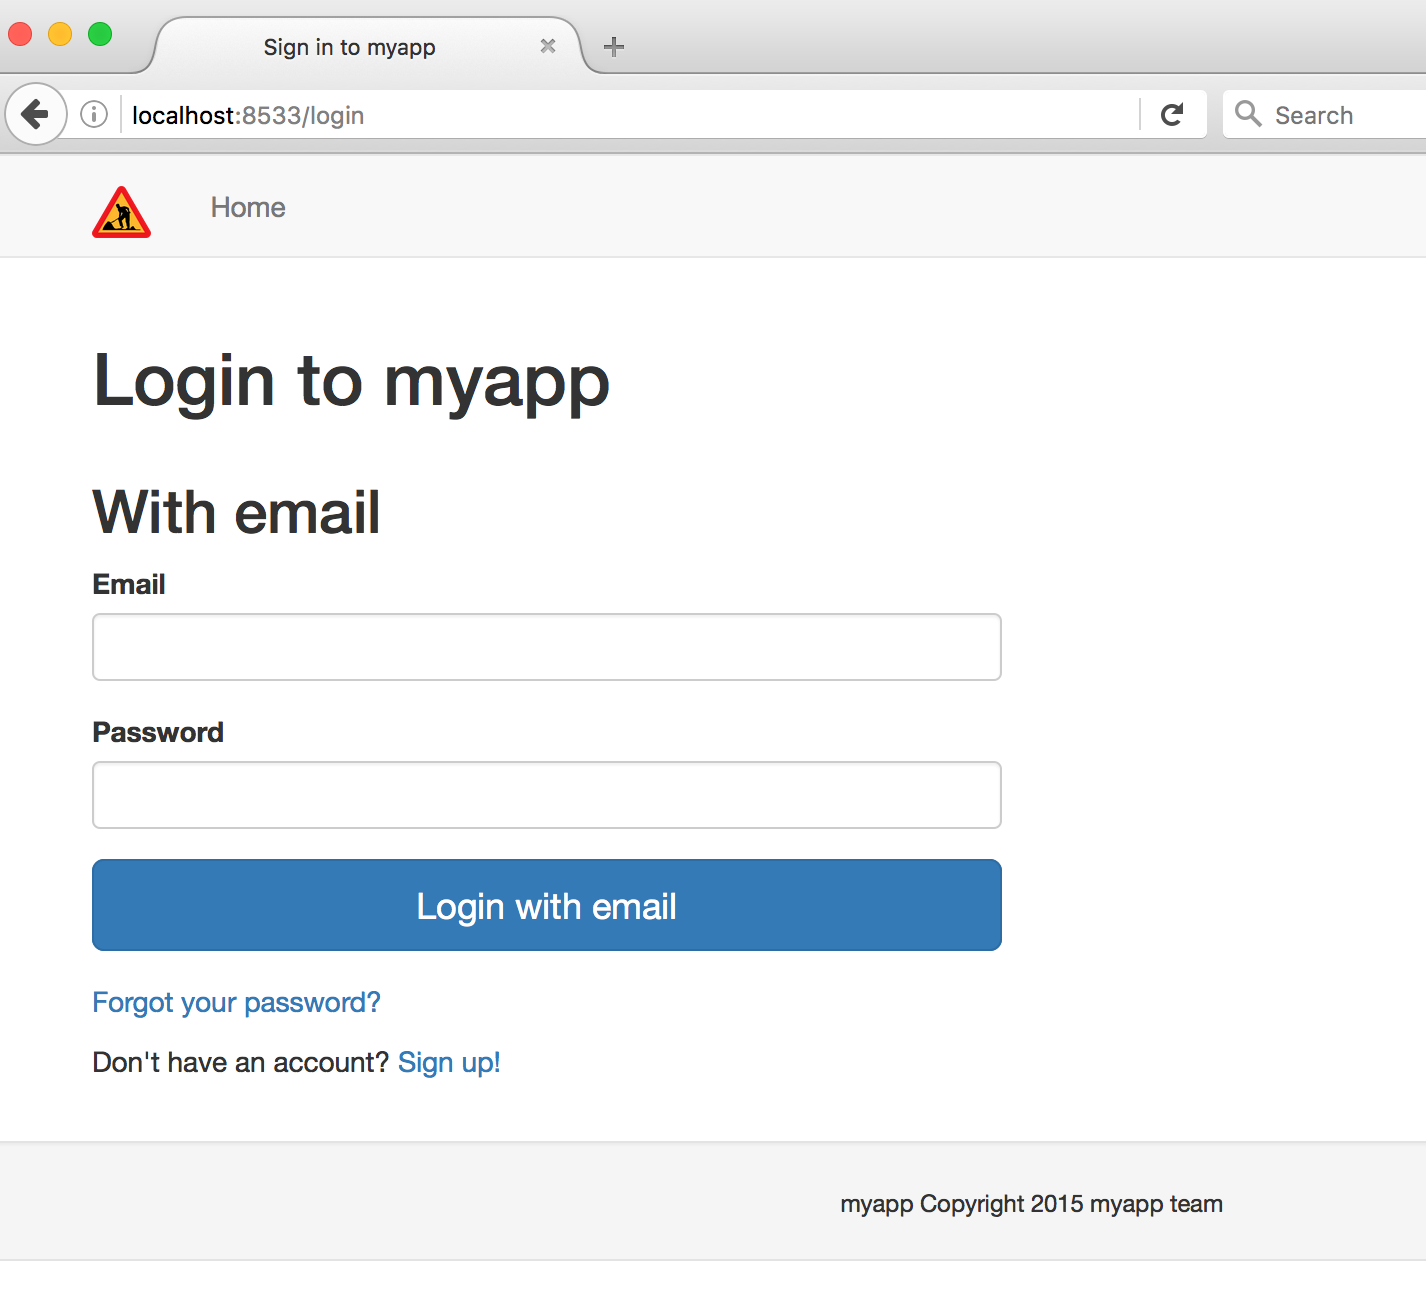 Sign in to myapp
localhost:8533/login
Search
Home
Login to myapp
With email
Email
Password
Login with email
Forgot your password?
Don't have an account? Sign up!
myapp Copyright 2015 myapp team